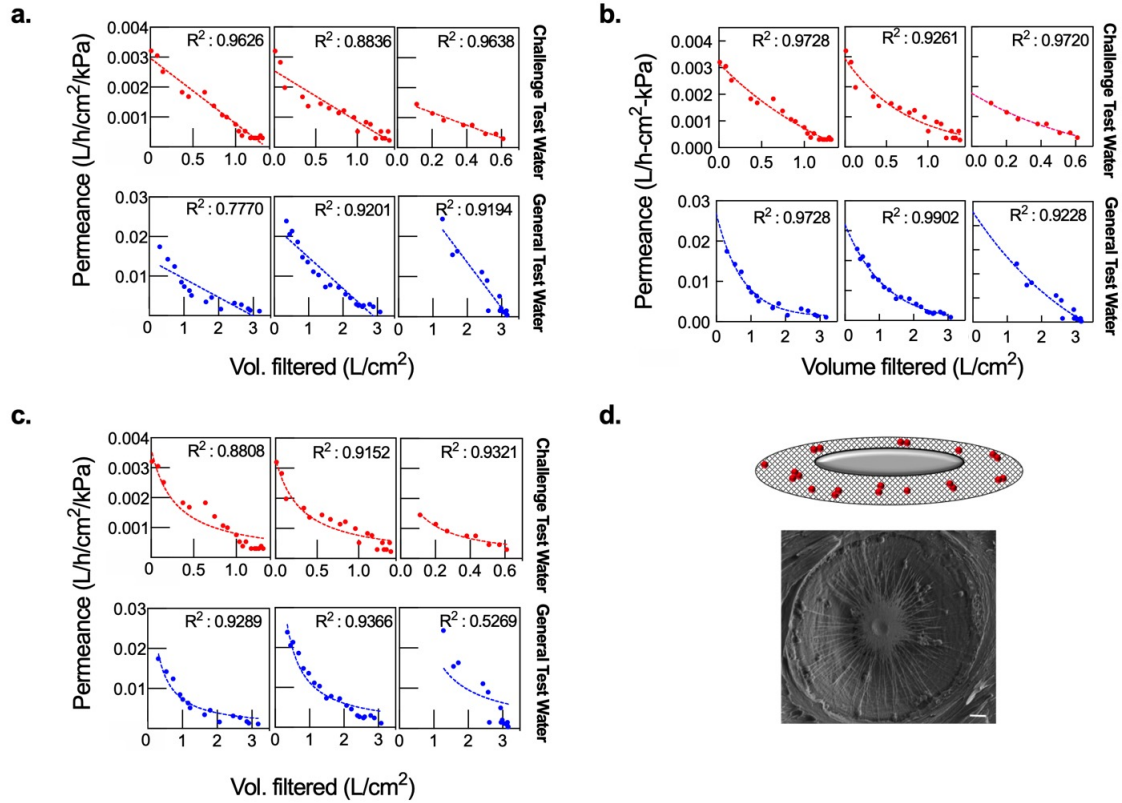 a.
Permeance (L/h/cm²/kPa)
0.004
0.003
0.002
0.001
R² : 0.9626
R² : 0.8836
R² : 0.9638
Challenge Test Water
0 0.5 1.0 0 0.5 1.0 0.0 0.2 0.4 0.6
0.03
0.02
0.01
R² : 0.7770
R² : 0.9201
R² : 0.9194
General Test Water
0 1 2 3 0 1 2 3 0 1 2 3
Vol. filtered (L/cm²)
b.
Permeance (L/h-cm²-kPa)
0.004
0.003
0.002
0.001
0.000
R² : 0.9728
R² : 0.9261
R² : 0.9720
Challenge Test Water
0.0 0.5 1.0 0.0 0.5 1.0 0.0 0.2 0.4 0.6
0.03
0.02
0.01
0.00
R² : 0.9728
R² : 0.9902
R² : 0.9228
General Test Water
0 1 2 3 0 1 2 3 0 1 2 3
Volume filtered (L/cm²)
c.
Permeance (L/h/cm²/kPa)
0.004
0.003
0.002
0.001
R² : 0.8808
R² : 0.9152
R² : 0.9321
Challenge Test Water
0 0.5 1.0 0.0 0.5 1.0 0.0 0.2 0.4 0.6
0.03
0.02
0.01
R² : 0.9289
R² : 0.9366
R² : 0.5269
General Test Water
0 1 2 3 0 1 2 3 0 1 2 3
Vol. filtered (L/cm²)
d.